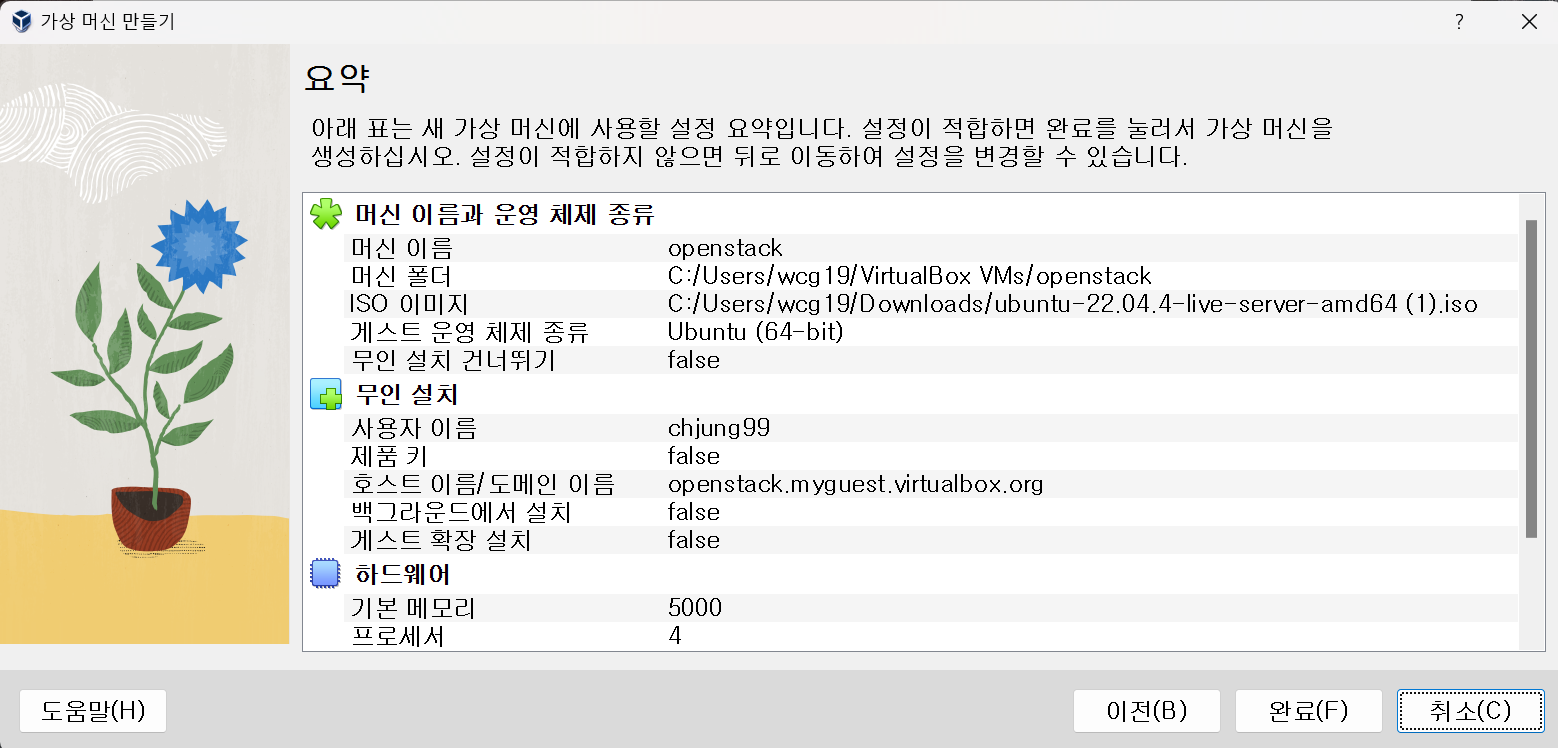 가상 머신 만들기
?
요약
아래 표는 새 가상 머신에 사용할 설정 요약입니다. 설정이 적합하면 완료를 눌러서 가상 머신을
생성하십시오. 설정이 적합하지 않으면 뒤로 이동하여 설정을 변경할 수 있습니다.
머신 이름과 운영 체제 종류
머신 이름 openstack
머신 폴더 C:/Users/wcg19/VirtualBox VMs/openstack
ISO 이미지 C:/Users/wcg19/Downloads/ubuntu-22.04.4-live-server-amd64 (1).iso
게스트 운영 체제 종류 Ubuntu (64-bit)
무인 설치 건너뛰기 false
무인 설치
사용자 이름 chjung99
제품 키 false
호스트 이름/도메인 이름 openstack.myguest.virtualbox.org
백그라운드에서 설치 false
게스트 확장 설치 false
하드웨어
기본 메모리 5000
프로세서 4
도움말(H) 이전(B) 완료(F) 취소(C)